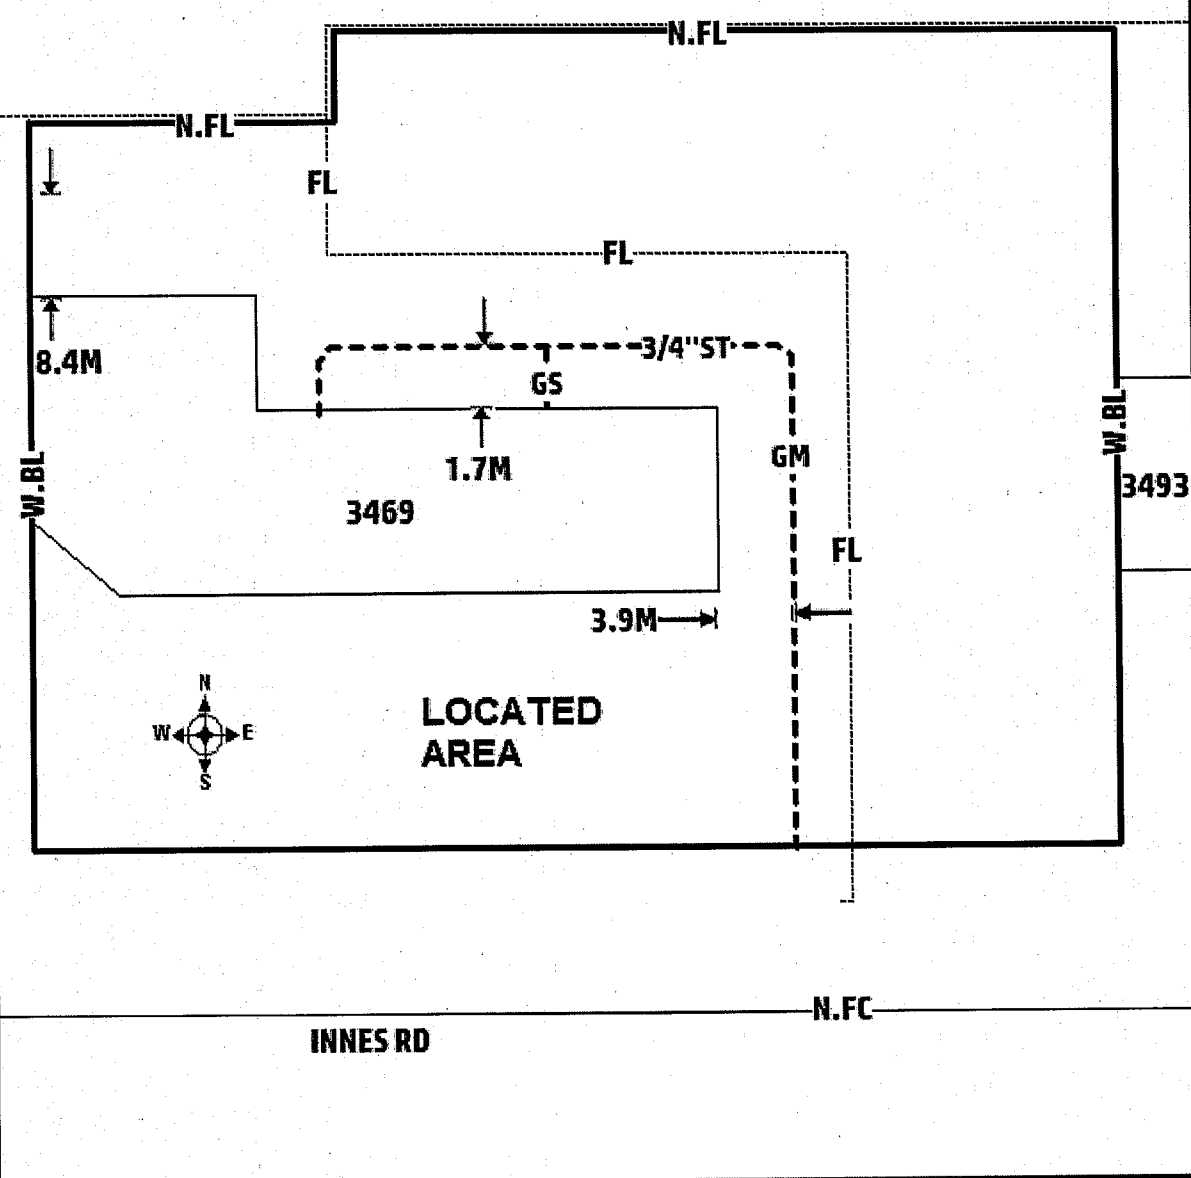 N.FL
N.FL
FL
FL
3/4"ST
8.4M
GS
W.BL
GM
1.7M
W.BL
3493
3469
FL
3.9M
N
W E
S
LOCATED
AREA
N.FC
INNES RD